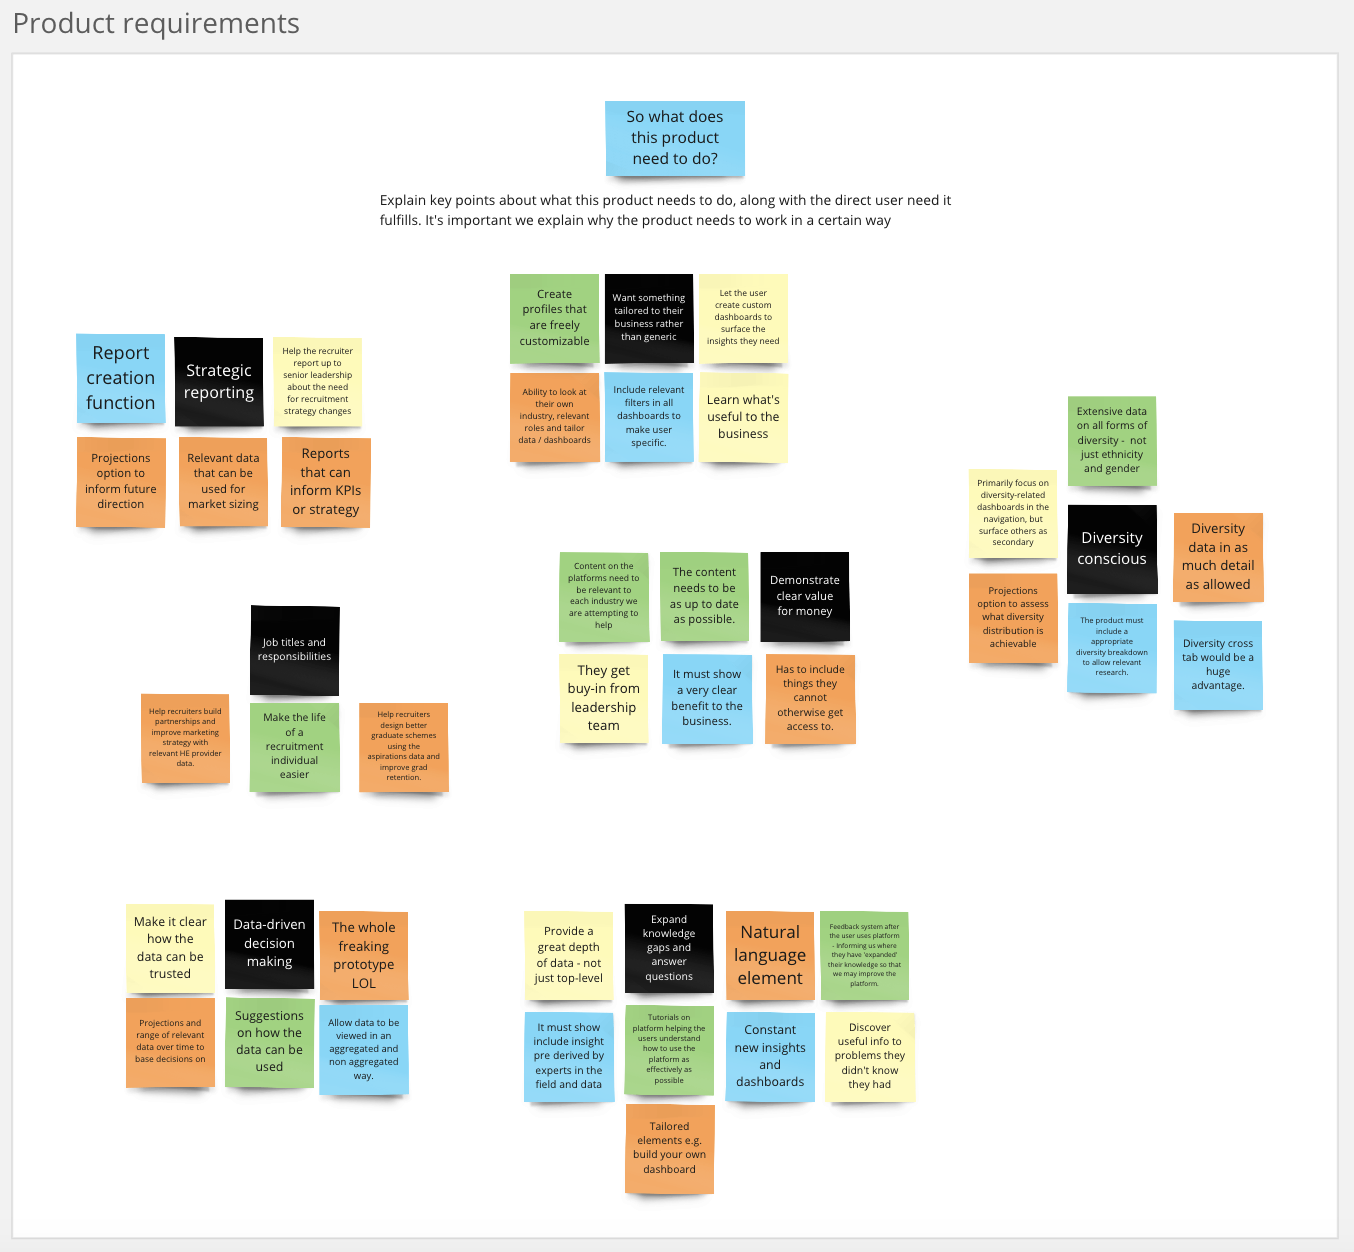 Product requirements
So what does
this product
need to do?
Explain key points about what this product needs to do, along with the direct user need it
fulfills. It's important we explain why the product needs to work in a certain way
Report
creation
function
Strategic
reporting
Help the recruiter
report up to
senior leadership
about the need
for recruitment
strategy changes
Projections
option to
inform future
direction
Relevant data
that can be
used for
market sizing
Reports
that can
inform KPIs
or strategy
Create
profiles that
are freely
customizable
Want something
tailored to their
business rather
than generic
Let the user
create custom
dashboards to
surface the
insights they need
Ability to look at
their own
industry, relevant
roles and tailor
data / dashboards
Include relevant
filters in all
dashboards to
make user
specific.
Learn what's
useful to the
business
Extensive data
on all forms of
diversity - not
just ethnicity
and gender
Primarily focus on
diversity-related
dashboards in the
navigation, but
surface others as
secondary
Diversity
conscious
Diversity
data in as
much detail
as allowed
Projections
option to assess
what diversity
distribution is
achievable
The product must
include a
appropriate
diversity breakdown
to allow relevant
research.
Diversity cross
tab would be a
huge
advantage.
Job titles and
responsibilities
Help recruiters build
partnerships and
improve marketing
strategy with
relevant HE provider
data.
Make the life
of a
recruitment
individual
easier
Help recruiters
design better
graduate schemes
using the
aspirations data and
improve grad
retention.
Content on the
platforms need to
be relevant to
each industry we
are attempting to
help
The content
needs to be
as up to date
as possible.
Demonstrate
clear value
for money
They get
buy-in from
leadership
team
It must show
a very clear
benefit to the
business.
Has to include
things they
cannot
otherwise get
access to.
Make it clear
how the
data can be
trusted
Data-driven
decision
making
The whole
freaking
prototype
LOL
Projections and
range of relevant
data over time to
base decisions on
Suggestions
on how the
data can be
used
Allow data to be
viewed in an
aggregated and
non aggregated
way.
Provide a
great depth
of data - not
just top-level
Expand
knowledge
gaps and
answer
questions
Natural
language
element
Feedback system after
the user uses platform
- Informing us where
they have 'expanded'
their knowledge so that
we may improve the
platform.
It must show
include insight
pre derived by
experts in the
field and data
Tutorials on
platform helping the
users understand
how to use the
platform as
effectively as
possible
Constant
new insights
and
dashboards
Discover
useful info to
problems they
didn't know
they had
Tailored
elements e.g.
build your own
dashboard